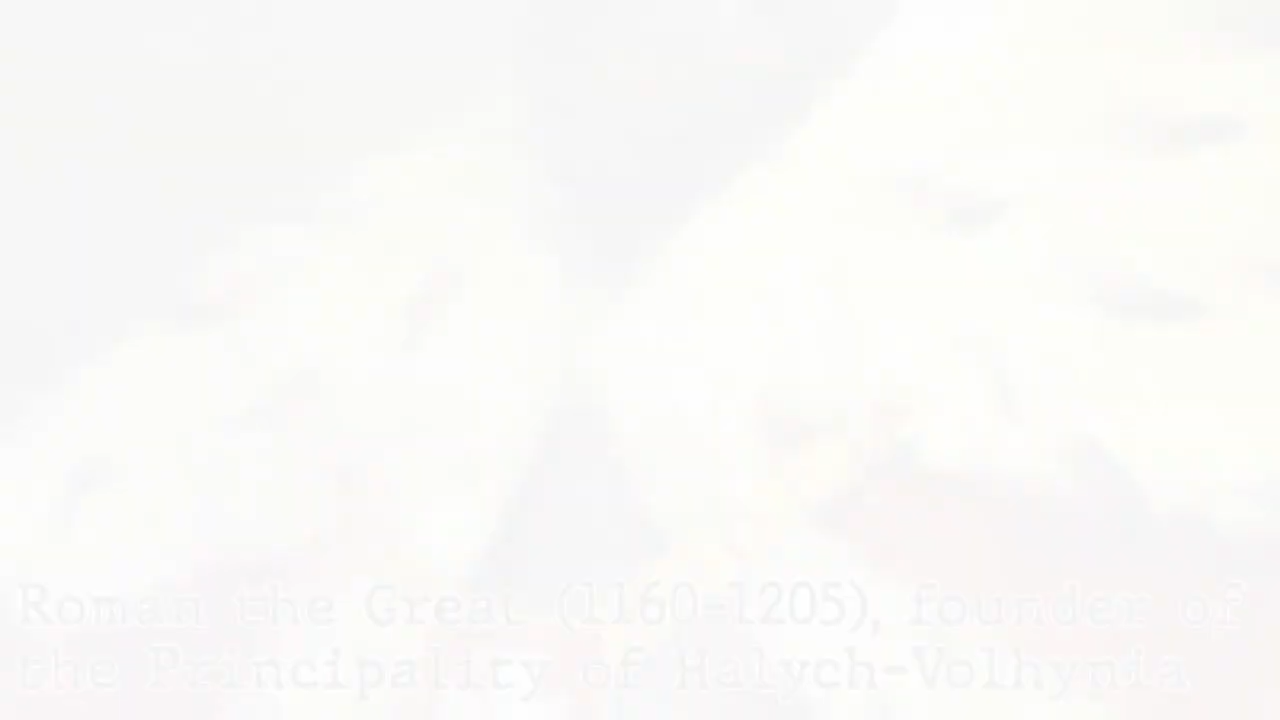 Roman the Great (1160-1205), founder of
the Principality of Halych-Volhynia